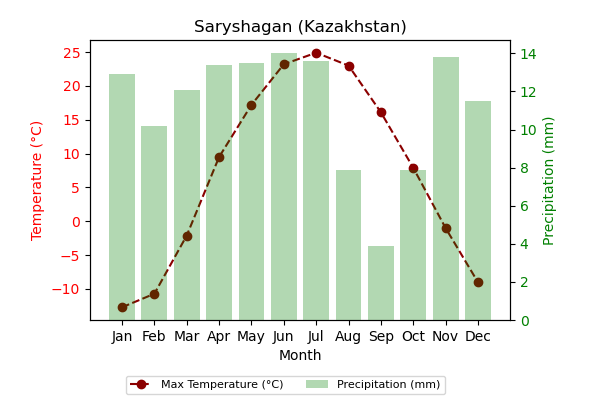 Saryshagan (Kazakhstan)
Temperature (°C)
25
20
15
10
5
0
−5
−10
14
12
10
8
6
4
2
0
Precipitation (mm)
Jan Feb Mar Apr May Jun Jul Aug Sep Oct Nov Dec
Month
Max Temperature (°C) Precipitation (mm)